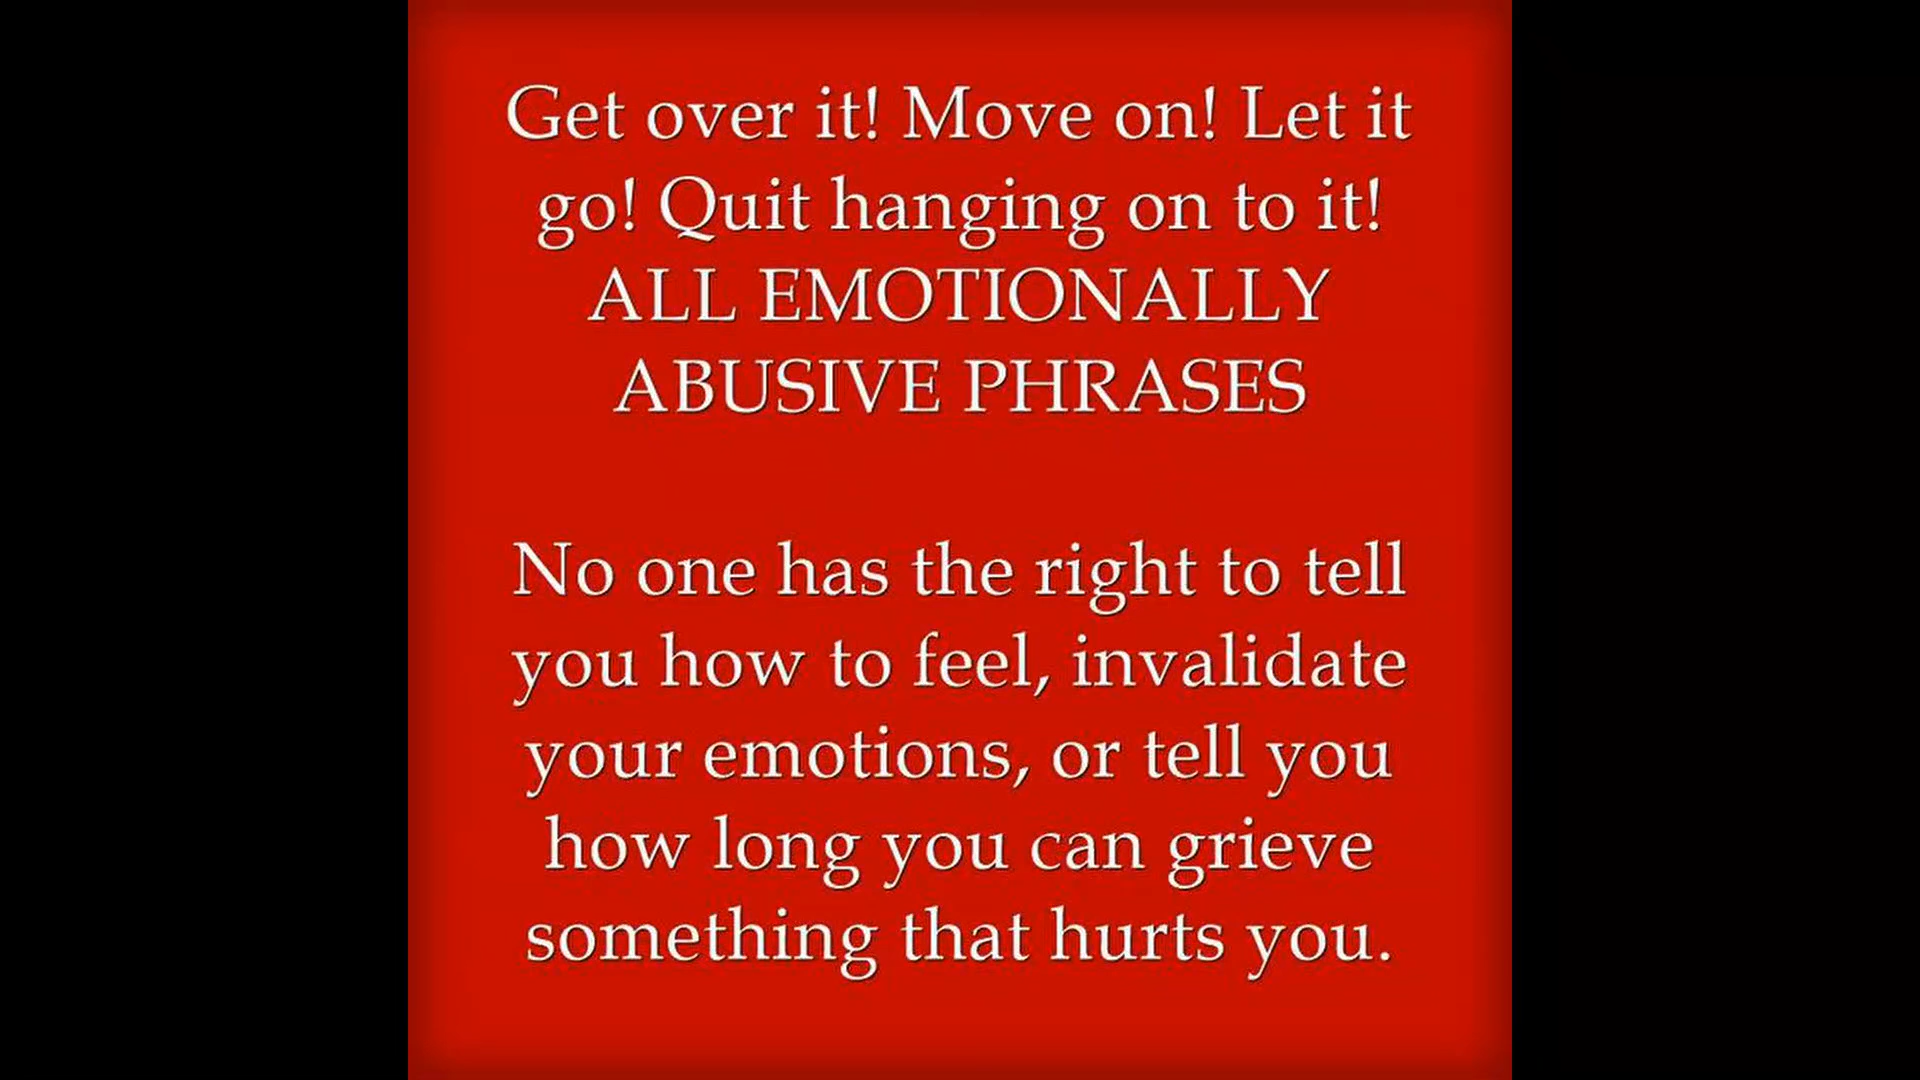 Get over it! Move on! Let it
go! Quit hanging on to it!
ALL EMOTIONALLY
ABUSIVE PHRASES
No one has the right to tell
you how to feel, invalidate
your emotions, or tell you
how long you can grieve
something that hurts you.